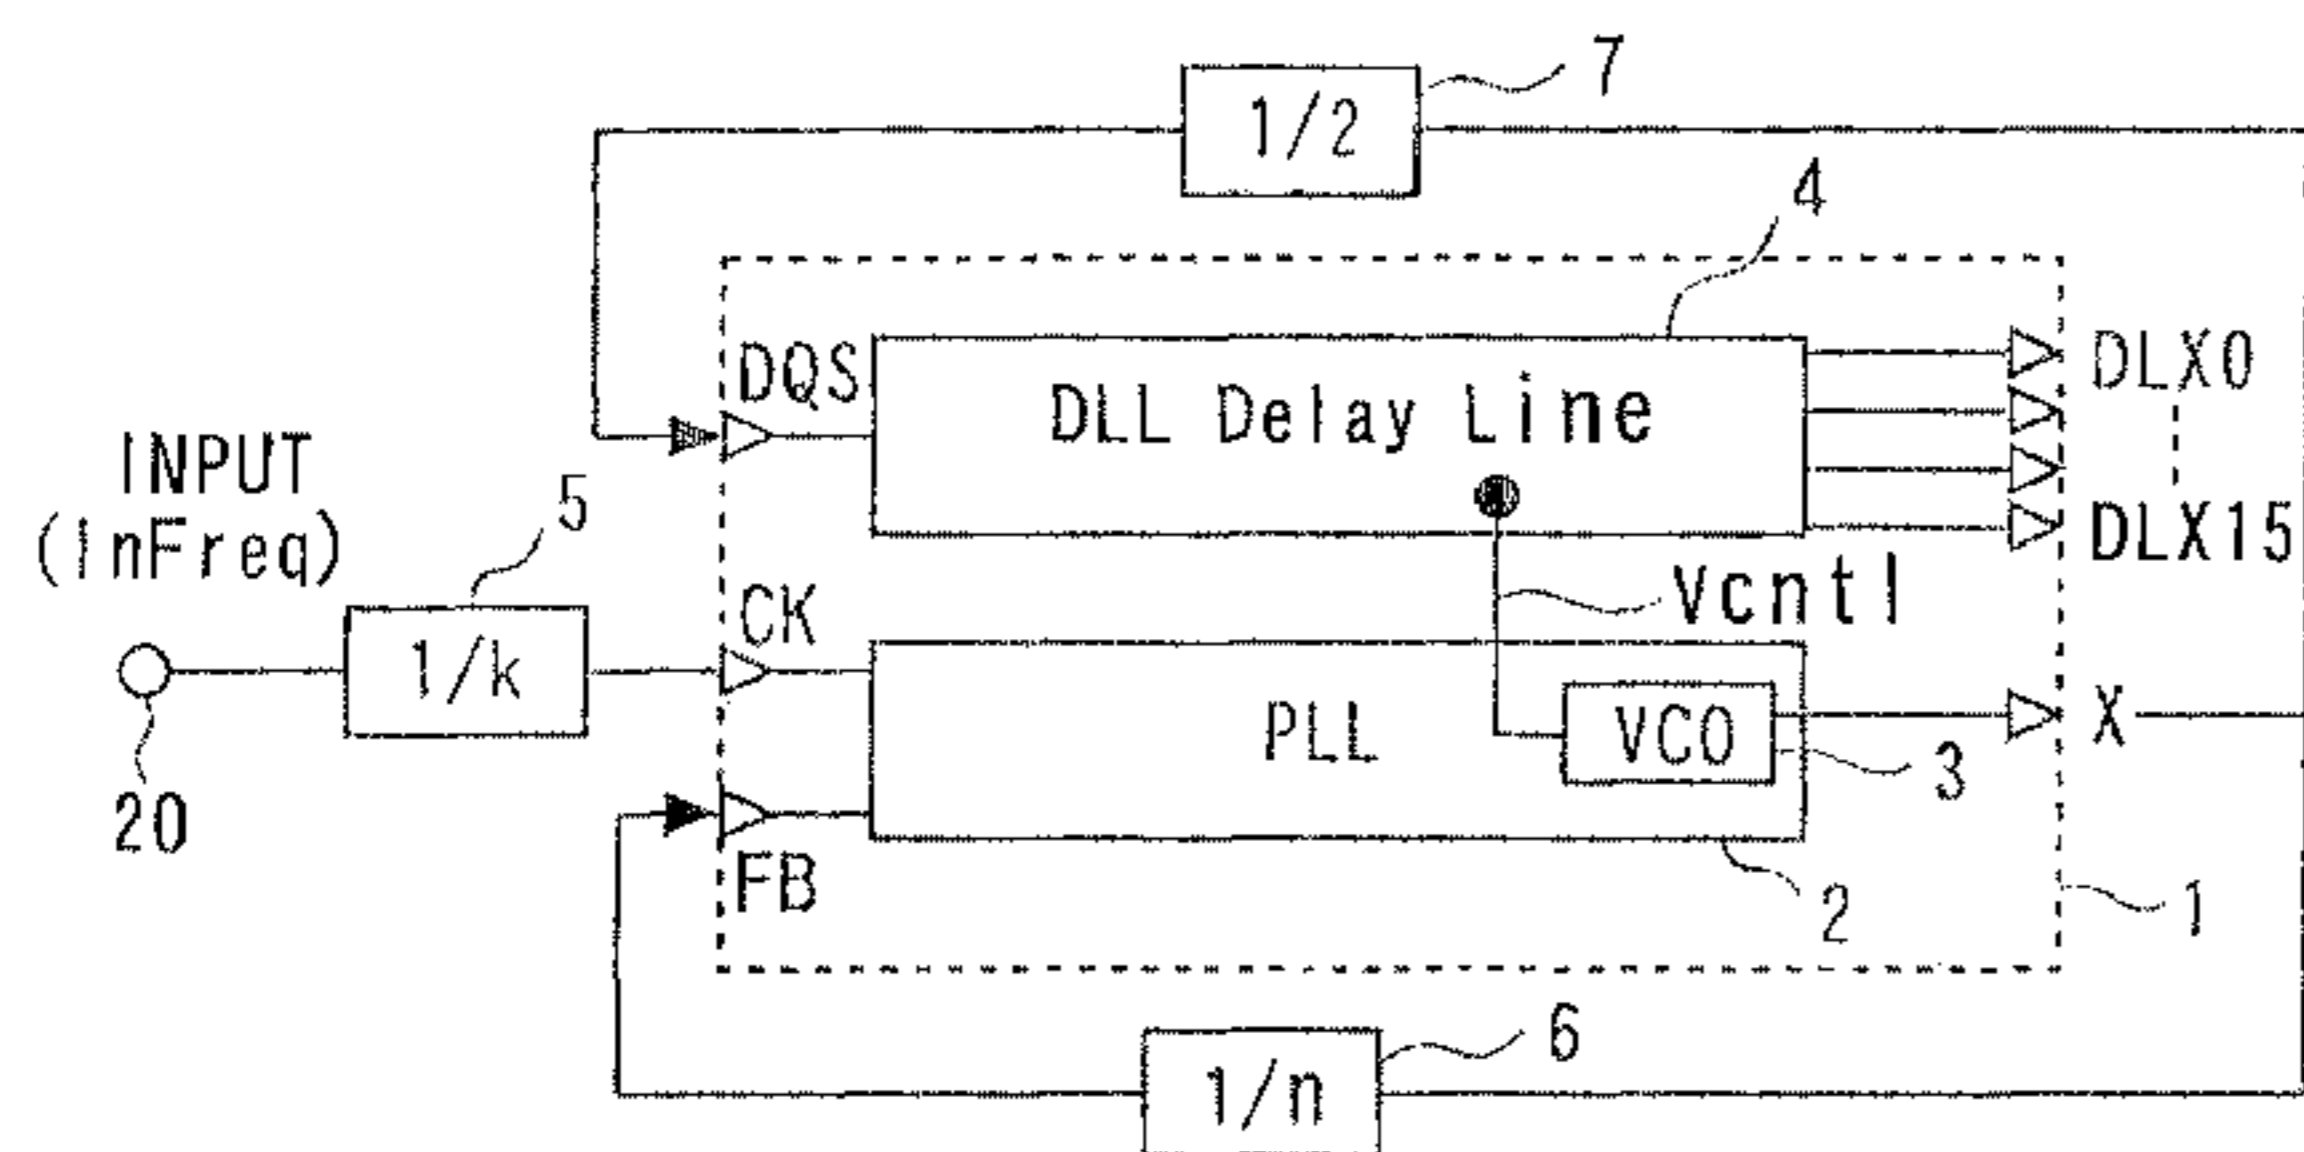 7
1/2
4
DQS
DLL Delay Line
DLX0
DLX15
INPUT
(InFreq)
5
CK
Vcntl
1/k
PLL
VCO
X
3
20
FB
2
1
6
1/n